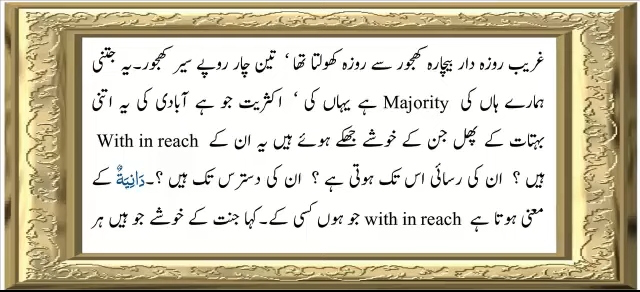 غریب روزہ دار بیچارہ کھجور سے روزہ کھولتا تھا‘ تین چار روپے سیر کھجور۔یہ جتنی
ہمارے ہاں کی Majority ہے یہاں کی ‘ اکثریت جو ہے آبادی کی یہ اتنی
بہتات کے پھل جن کے خوشے جھکے ہوئے ہیں یہ ان کے With in reach
ہیں ؟ ان کی رسائی اس تک ہوتی ہے ؟ ان کی دسترس تک ہیں ؟۔دَانِيَةٌ کے
معنی ہوتا ہے with in reach جو ہوں کسی کے۔کہا جنت کے خوشے جو ہیں ہر